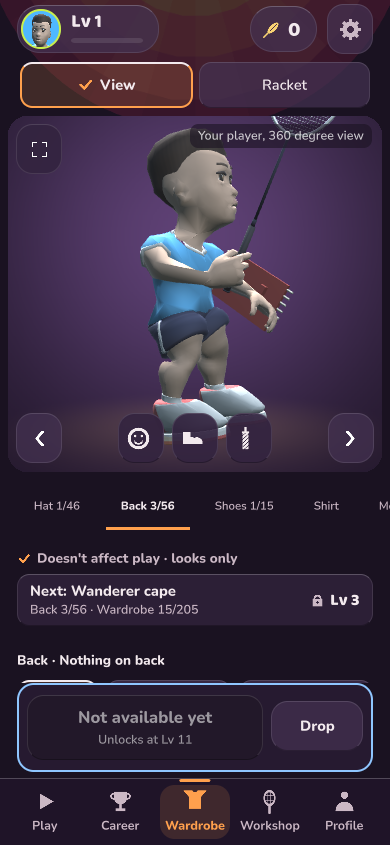 Lv 1
0
View
Racket
Your player, 360 degree view
Hat 1/46
Back 3/56
Shoes 1/15
Shirt
Doesn't affect play · looks only
Next: Wanderer cape
Back 3/56 · Wardrobe 15/205
Lv 3
Back · Nothing on back
Not available yet
Unlocks at Lv 11
Drop
Play
Career
Wardrobe
Workshop
Profile